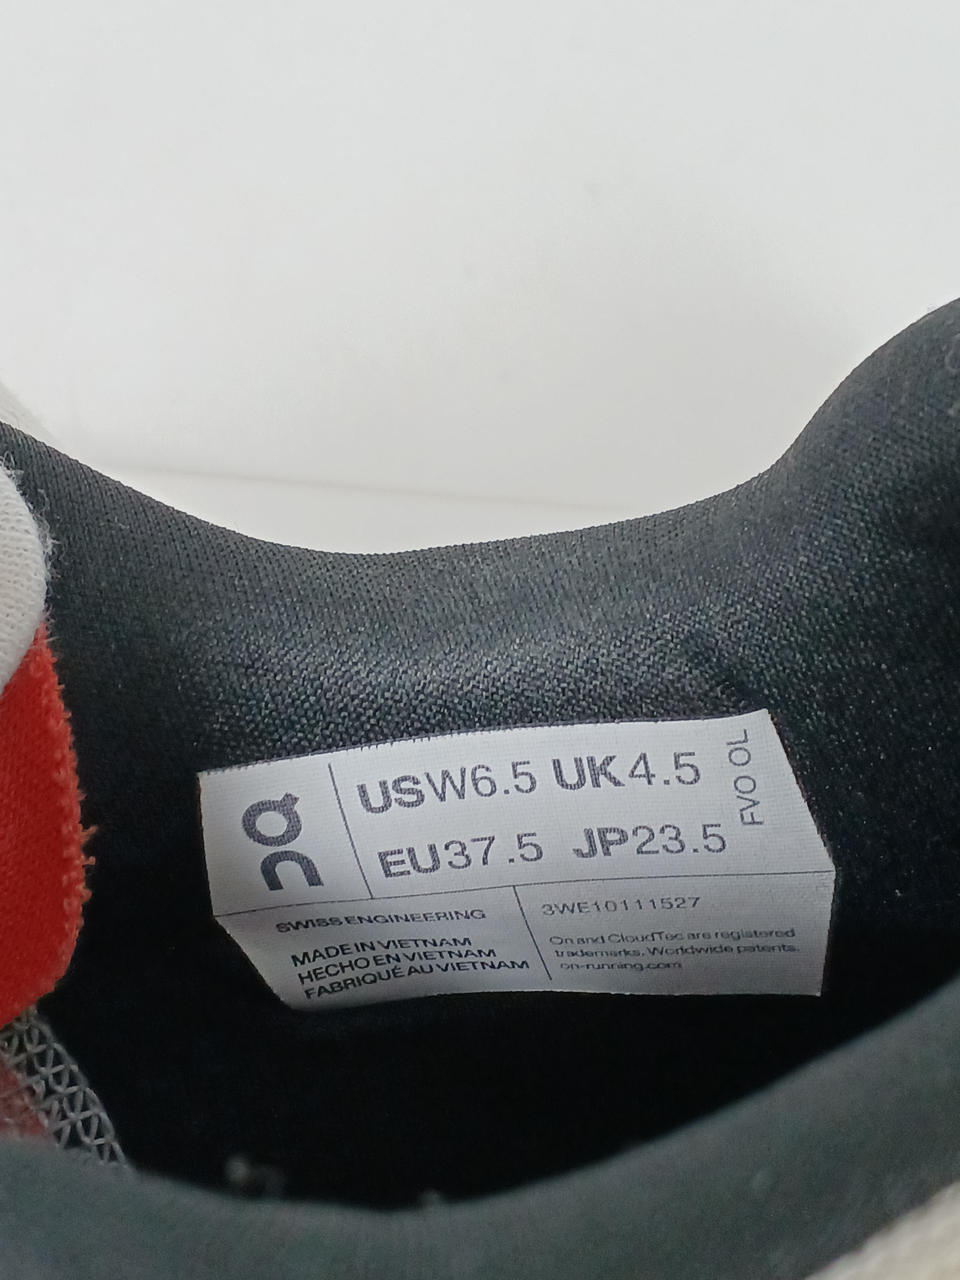 on
USW6.5 UK4.5
EU37.5 JP23.5
FVO OL
SWISS ENGINEERING
MADE IN VIETNAM
HECHO EN VIETNAM
FABRIQUÉ AU VIETNAM
3WE10111527
On and CloudTec are registered
trademarks. Worldwide patents.
on-running.com